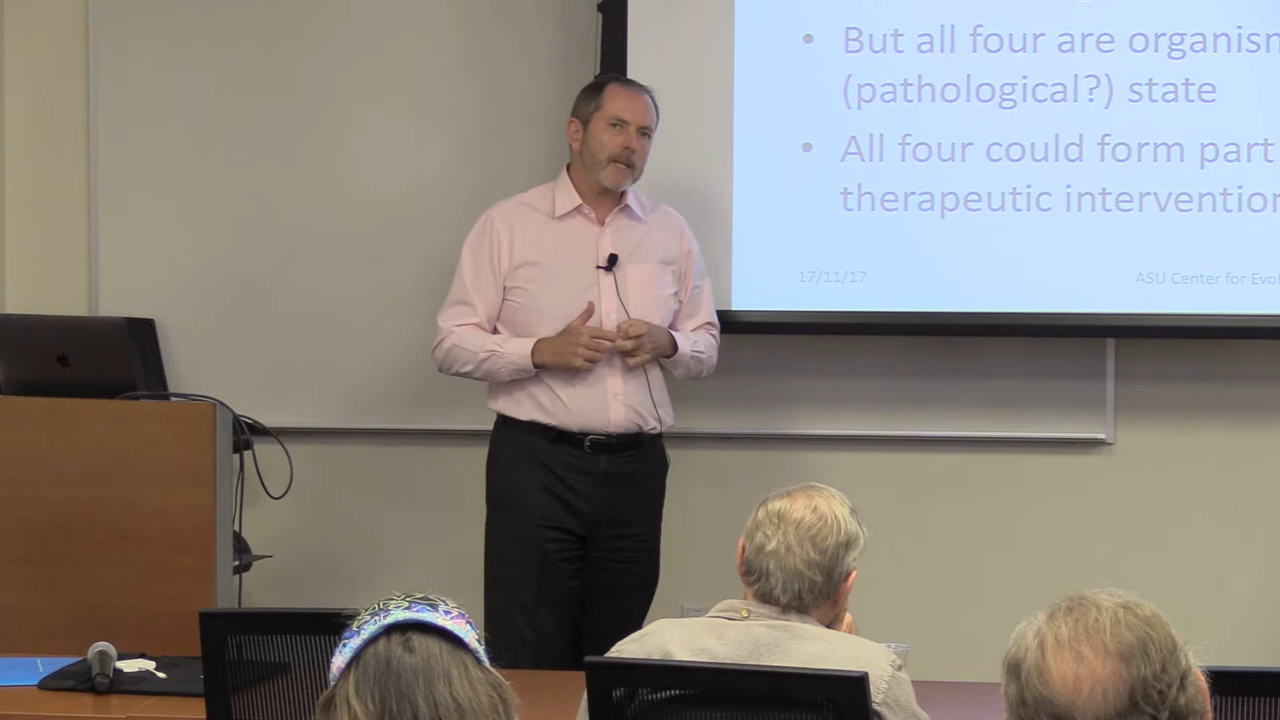 • But all four are organism
(pathological?) state
• All four could form part
therapeutic intervention
17/11/17
ASU Center for Evol